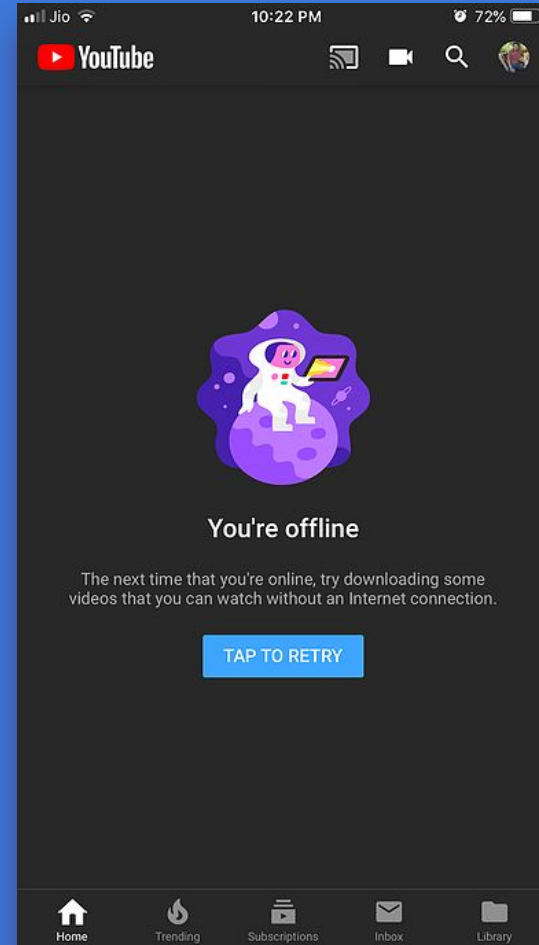 Jio 10:22 PM 72%
YouTube
You're offline
The next time that you're online, try downloading some
videos that you can watch without an Internet connection.
TAP TO RETRY
Home Trending Subscriptions Inbox Library